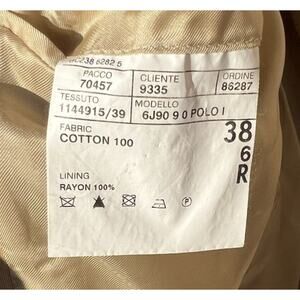 PACCO CLIENTE ORDINE
70457 9335 86287
TESSUTO MODELLO
1144915/39 6J90 9 0 POLO I
FABRIC
COTTON 100
38
6
R
LINING
RAYON 100%
P